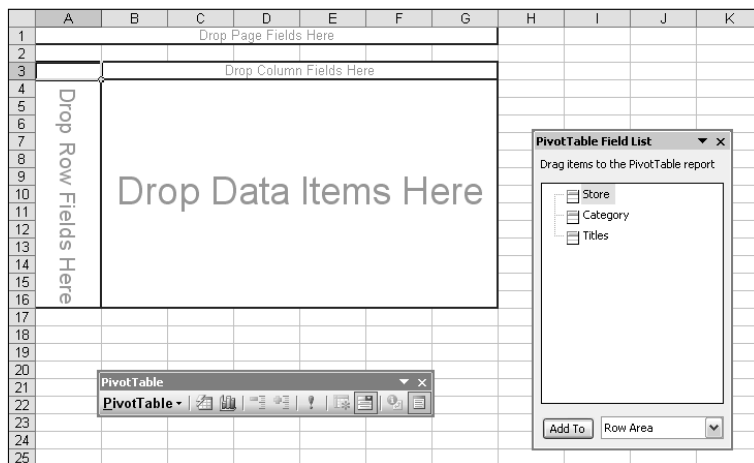 A B C D E F G H I J K
1 Drop Page Fields Here
2
3 Drop Column Fields Here
4
5
6
7
8
9
10
11
12
13
14
15
16
17
18
19
20
21
22
23
24
25
Drop Row Fields Here
Drop Data Items Here
PivotTable Field List
Drag items to the PivotTable report
Store
Category
Titles
Add To Row Area
PivotTable
PivotTable